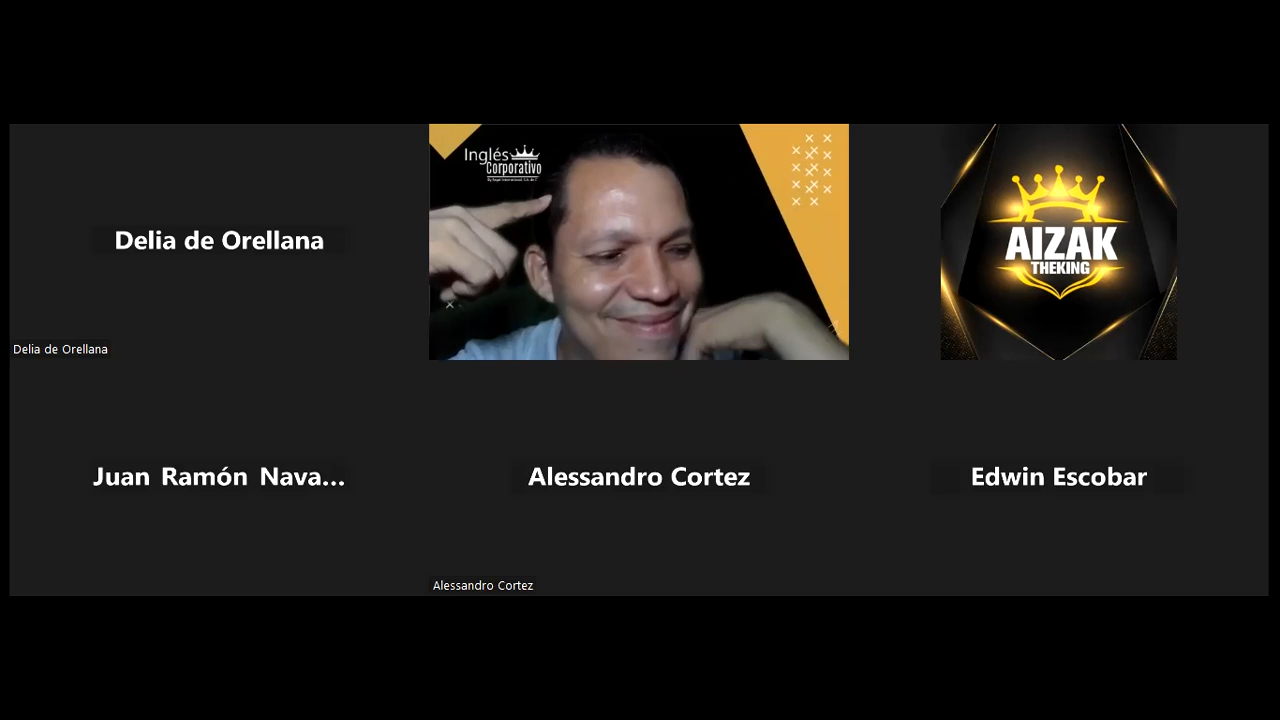 Delia de Orellana
Delia de Orellana
Inglés
Corporativo
AIZAK
THEKING
Juan Ramón Nava...
Alessandro Cortez
Edwin Escobar
Alessandro Cortez